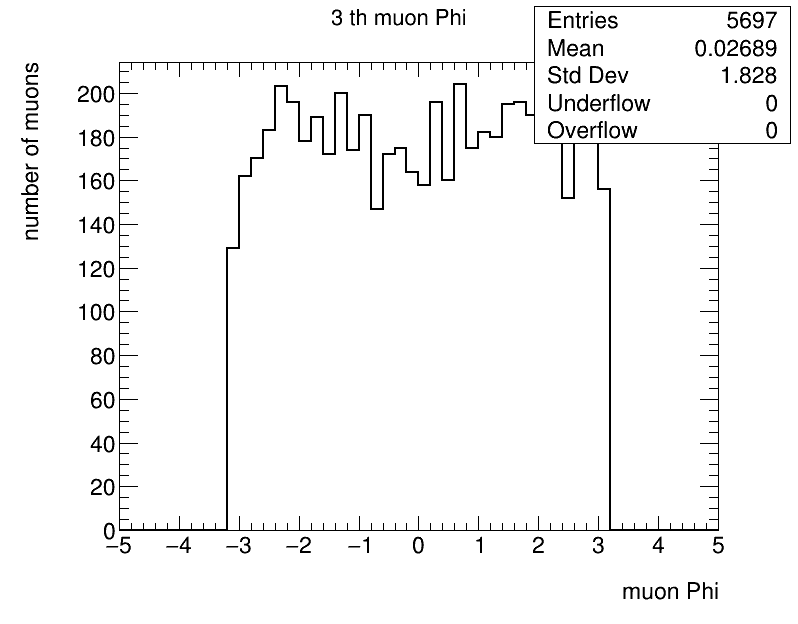 3 th muon Phi
Entries 5697
Mean 0.02689
Std Dev 1.828
Underflow 0
Overflow 0
number of muons
200
180
160
140
120
100
80
60
40
20
0
−5 −4 −3 −2 −1 0 1 2 3 4 5
muon Phi